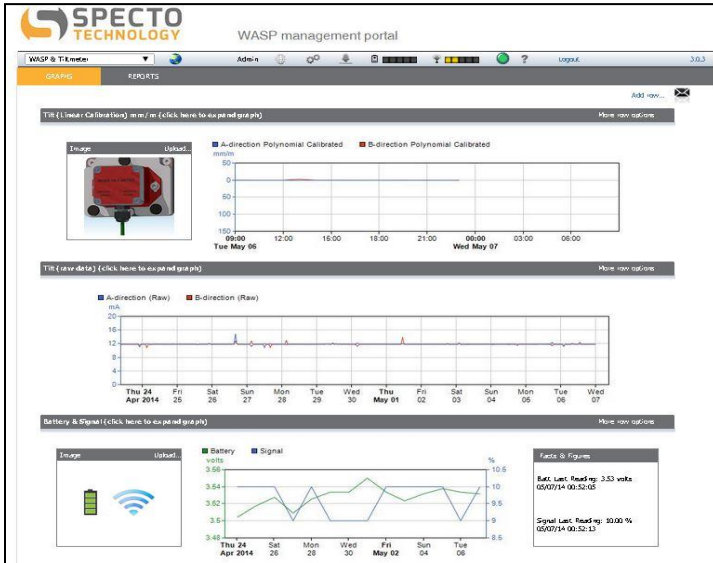 SPECTO
TECHNOLOGY
WASP management portal
WASP & Tiltmeter
Admin
?
Logout
3.0.3
GRAPHS REPORTS
Add row...
Tilt (Linear Calibration) mm/m (click here to expand graph) More row options
Image Upload...
A-direction Polynomial Calibrated B-direction Polynomial Calibrated
mm/m
50
0
50
100
150
09:00 12:00 15:00 18:00 21:00 00:00 03:00 06:00
Tue May 06 Wed May 07
Tilt (raw data) (click here to expand graph) More row options
A-direction (Raw) B-direction (Raw)
mA
20
16
12
8
4
0
Thu 24 Fri Sat Sun Mon Tue Wed Thu Fri Sat Sun Mon Tue Wed
Apr 2014 25 26 27 28 29 30 May 01 02 03 04 05 06 07
Battery & Signal (click here to expand graph) More row options
Image Upload...
Battery Signal
volts %
3.56 10.5
3.54 10
3.52 9.5
3.5 9
3.48 8.5
Thu 24 Sat Mon Wed Fri Sun Tue
Apr 2014 26 28 30 May 02 04 06
Facts & Figures
Batt Last Reading: 3.53 volts
05/07/14 00:52:05
Signal Last Reading: 10.00 %
05/07/14 00:52:13